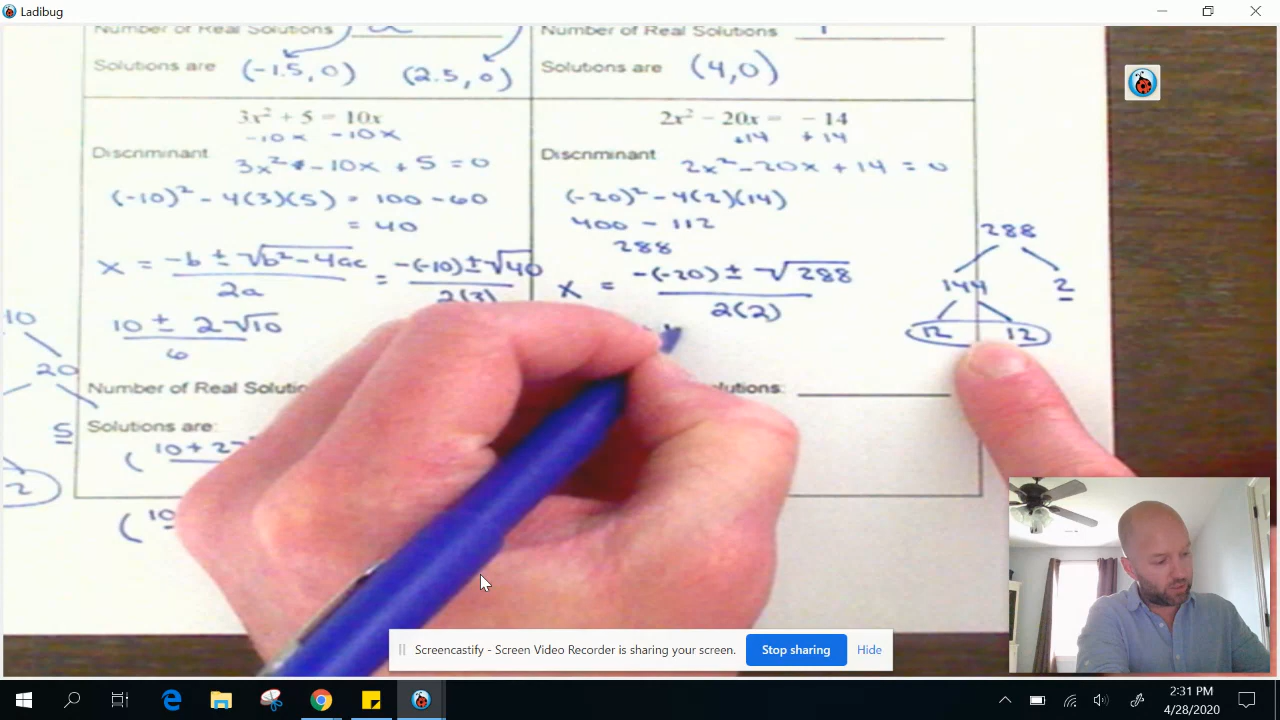 Ladibug
Number of Real Solutions
Solutions are (-1.5, 0) (2.5, 0)
Number of Real Solutions 1
Solutions are (4,0)
3x² + 5 = 10x
-10x -10x
Discriminant
3x² - 10x + 5 = 0
(-10)² - 4(3)(5) = 100 - 60
= 40
x = -b ± √b² - 4ac / 2a = -(-10) ± √40 / 2(3)
10 ± 2√10 / 6
Number of Real
Solutions are:
(10 + 2
(10
20
5
2
2x² - 20x = - 14
+14 +14
Discriminant
2x² - 20x + 14 = 0
(-20)² - 4(2)(14)
400 - 112
288
x = -(-20) ± √288 / 2(2)
288
144 2
12 12
Screencastify - Screen Video Recorder is sharing your screen.
Stop sharing
Hide
2:31 PM
4/28/2020